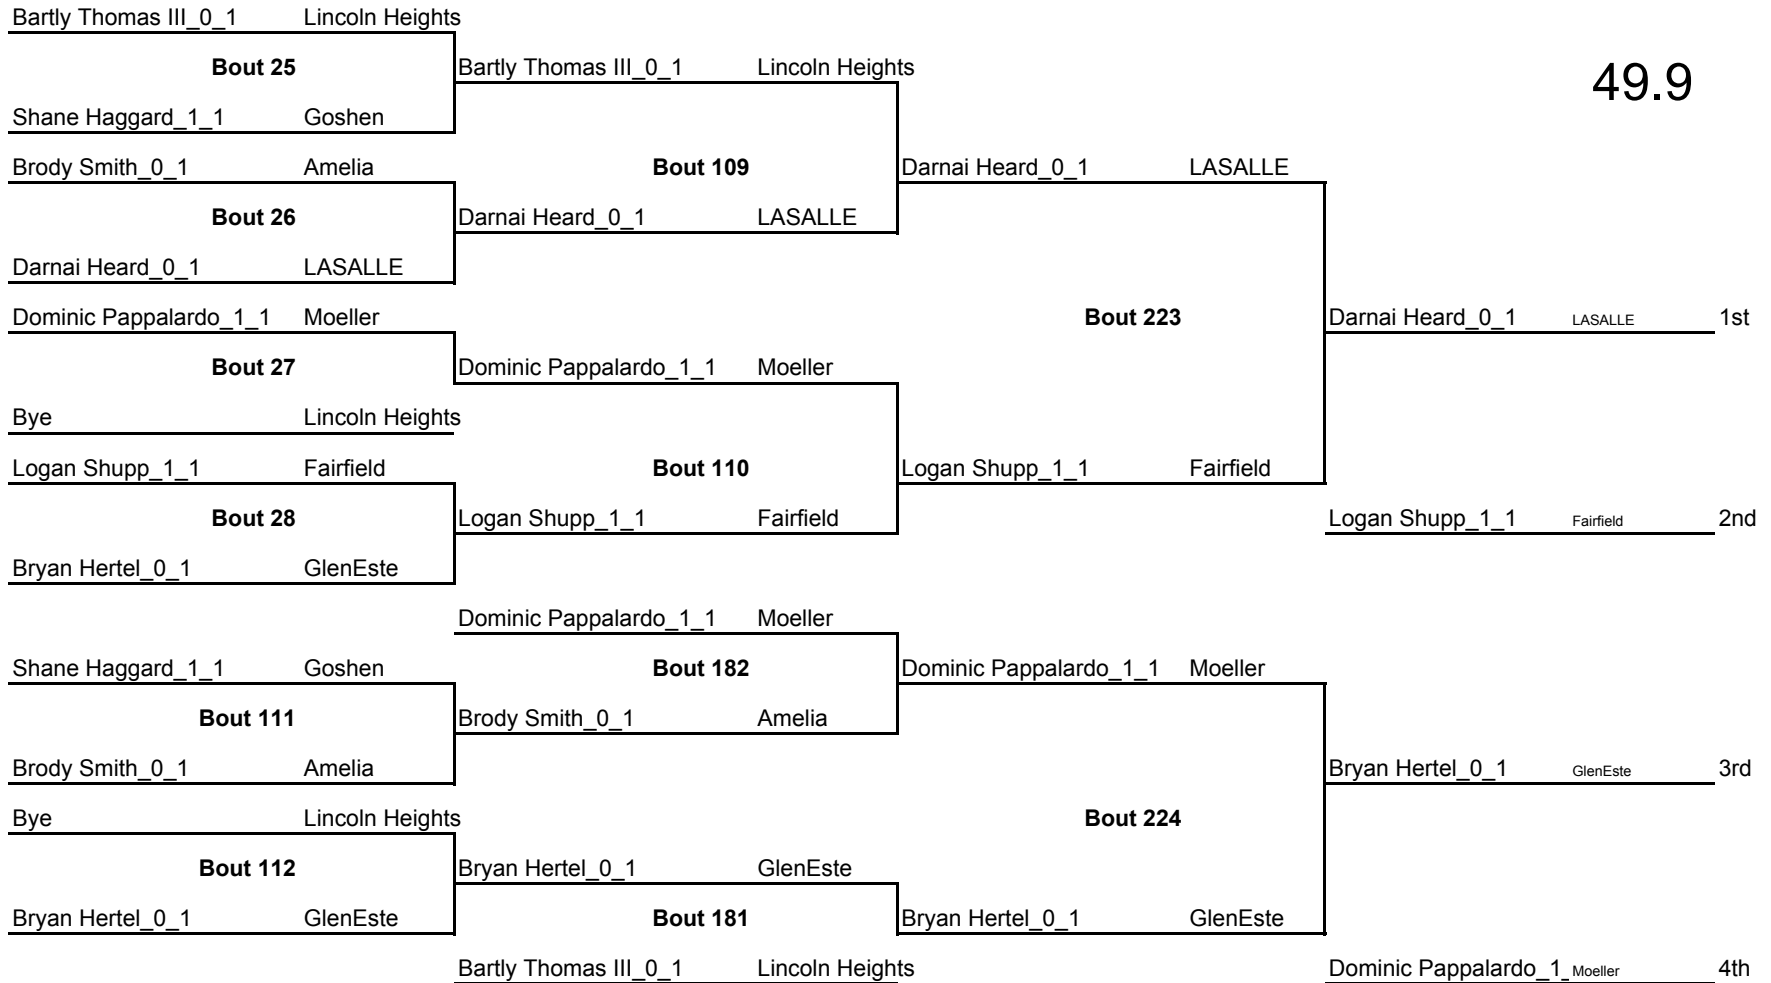 Bartly Thomas III_0_1 Lincoln Heights
Bout 25 Bartly Thomas III_0_1 Lincoln Heights 49.9
Shane Haggard_1_1 Goshen
Brody Smith_0_1 Amelia Bout 109 Darnai Heard_0_1 LASALLE
Bout 26 Darnai Heard_0_1 LASALLE
Darnai Heard_0_1 LASALLE
Dominic Pappalardo_1_1 Moeller Bout 223 Darnai Heard_0_1 LASALLE 1st
Bout 27 Dominic Pappalardo_1_1 Moeller
Bye Lincoln Heights
Logan Shupp_1_1 Fairfield Bout 110 Logan Shupp_1_1 Fairfield
Bout 28 Logan Shupp_1_1 Fairfield Logan Shupp_1_1 Fairfield 2nd
Bryan Hertel_0_1 GlenEste
Dominic Pappalardo_1_1 Moeller
Shane Haggard_1_1 Goshen Bout 182 Dominic Pappalardo_1_1 Moeller
Bout 111 Brody Smith_0_1 Amelia
Brody Smith_0_1 Amelia Bryan Hertel_0_1 GlenEste 3rd
Bye Lincoln Heights Bout 224
Bout 112 Bryan Hertel_0_1 GlenEste
Bryan Hertel_0_1 GlenEste Bout 181 Bryan Hertel_0_1 GlenEste
Bartly Thomas III_0_1 Lincoln Heights Dominic Pappalardo_1_ Moeller 4th